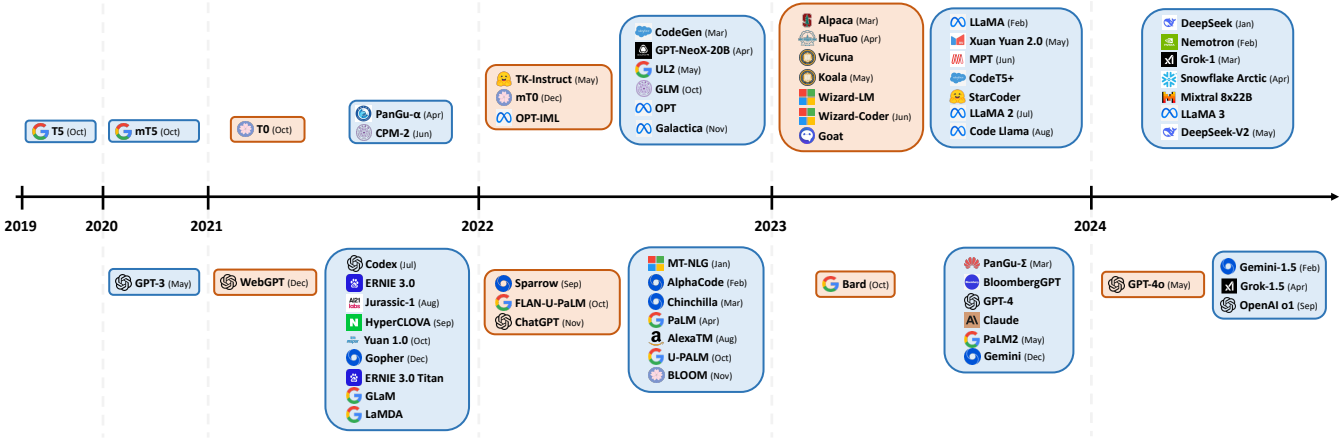 T5 (Oct)
mT5 (Oct)
T0 (Oct)
PanGu-α (Apr)
CPM-2 (Jun)
TK-Instruct (May)
mT0 (Dec)
OPT-IML
CodeGen (Mar)
GPT-NeoX-20B (Apr)
UL2 (May)
GLM (Oct)
OPT
Galactica (Nov)
Alpaca (Mar)
HuaTuo (Apr)
Vicuna
Koala (May)
Wizard-LM
Wizard-Coder (Jun)
Goat
LLaMA (Feb)
Xuan Yuan 2.0 (May)
MPT (Jun)
CodeT5+
StarCoder
LLaMA 2 (Jul)
Code Llama (Aug)
DeepSeek (Jan)
Nemotron (Feb)
Grok-1 (Mar)
Snowflake Arctic (Apr)
Mixtral 8x22B
LLaMA 3
DeepSeek-V2 (May)
2019
2020
2021
2022
2023
2024
GPT-3 (May)
WebGPT (Dec)
Codex (Jul)
ERNIE 3.0
AI21 labs Jurassic-1 (Aug)
HyperCLOVA (Sep)
Yuan 1.0 (Oct)
Gopher (Dec)
ERNIE 3.0 Titan
GLaM
LaMDA
Sparrow (Sep)
FLAN-U-PaLM (Oct)
ChatGPT (Nov)
MT-NLG (Jan)
AlphaCode (Feb)
Chinchilla (Mar)
PaLM (Apr)
AlexaTM (Aug)
U-PALM (Oct)
BLOOM (Nov)
Bard (Oct)
PanGu-Σ (Mar)
BloombergGPT
GPT-4
Claude
PaLM2 (May)
Gemini (Dec)
GPT-4o (May)
Gemini-1.5 (Feb)
Grok-1.5 (Apr)
OpenAI o1 (Sep)